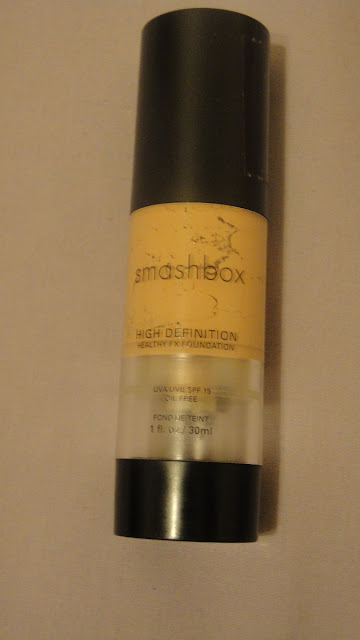 smashbox
HIGH DEFINITION
HEALTHY FX FOUNDATION
UVA/UVB SPF 15
OIL FREE
FOND DE TEINT
1 fl. oz./ 30ml